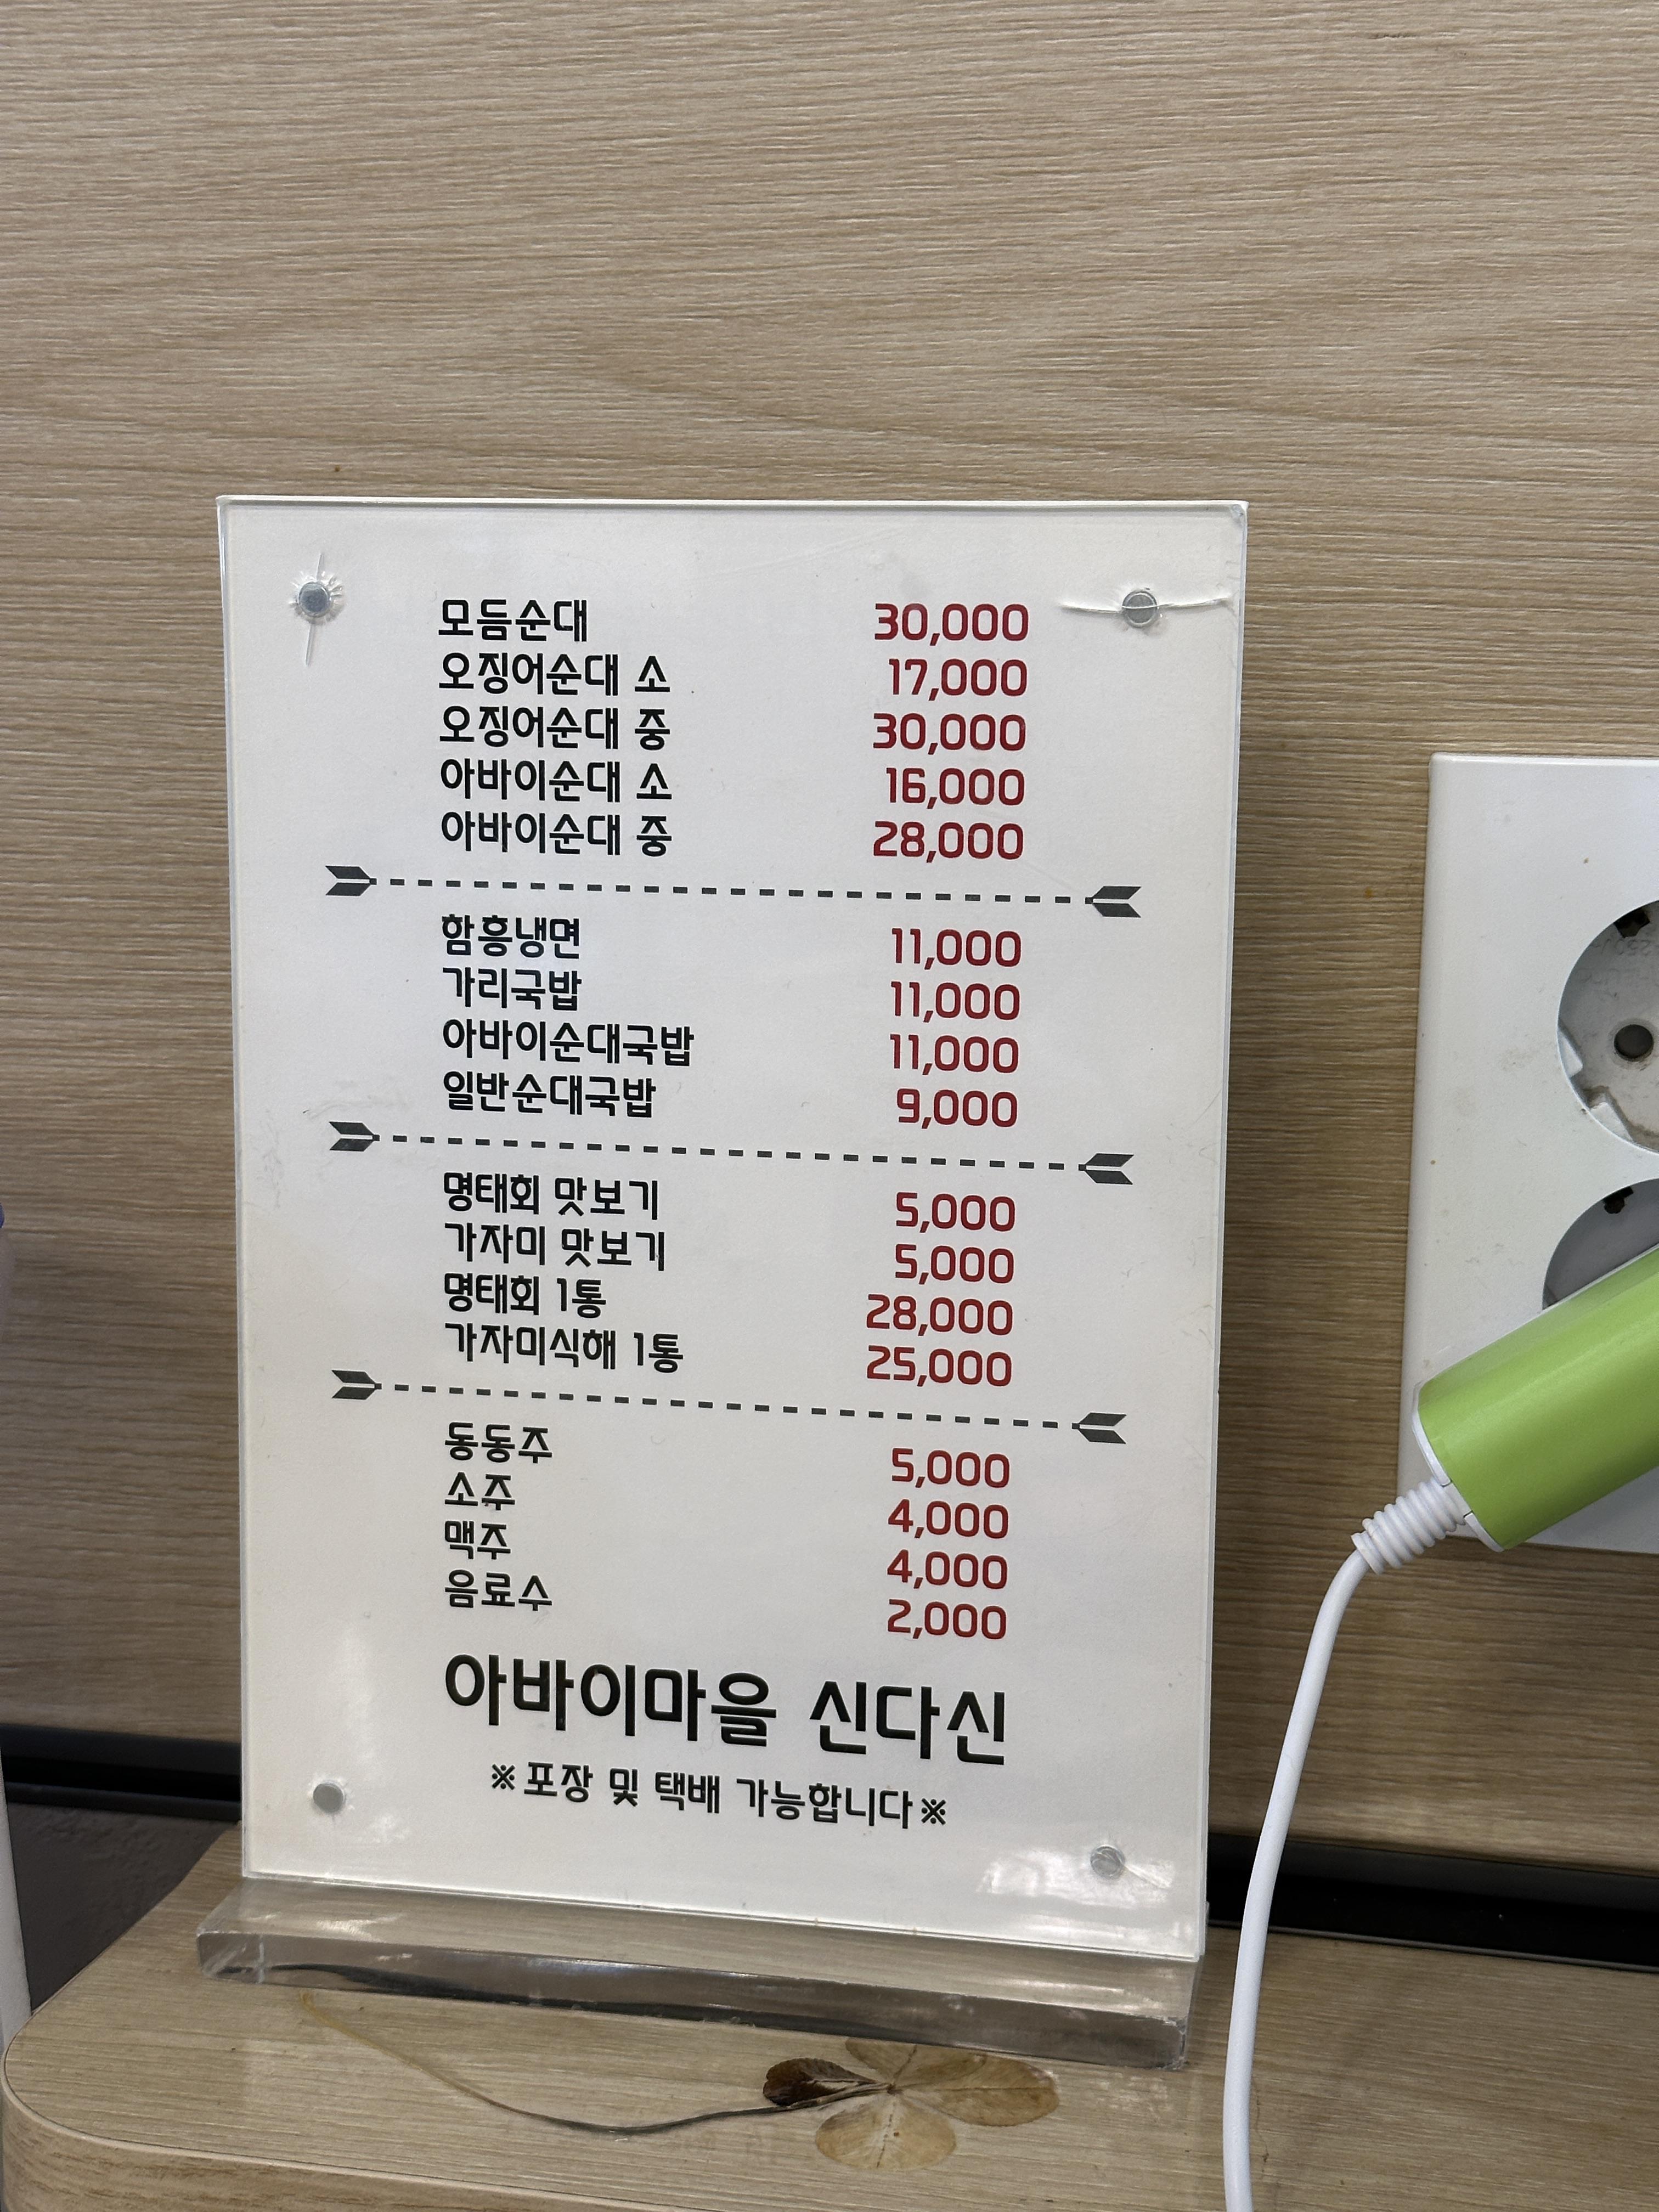 모듬순대 30,000
오징어순대 소 17,000
오징어순대 중 30,000
아바이순대 소 16,000
아바이순대 중 28,000
함흥냉면 11,000
가리국밥 11,000
아바이순대국밥 11,000
일반순대국밥 9,000
명태회 맛보기 5,000
가자미 맛보기 5,000
명태회 1통 28,000
가자미식해 1통 25,000
동동주 5,000
소주 4,000
맥주 4,000
음료수 2,000
아바이마을 신다신
※포장 및 택배 가능합니다※